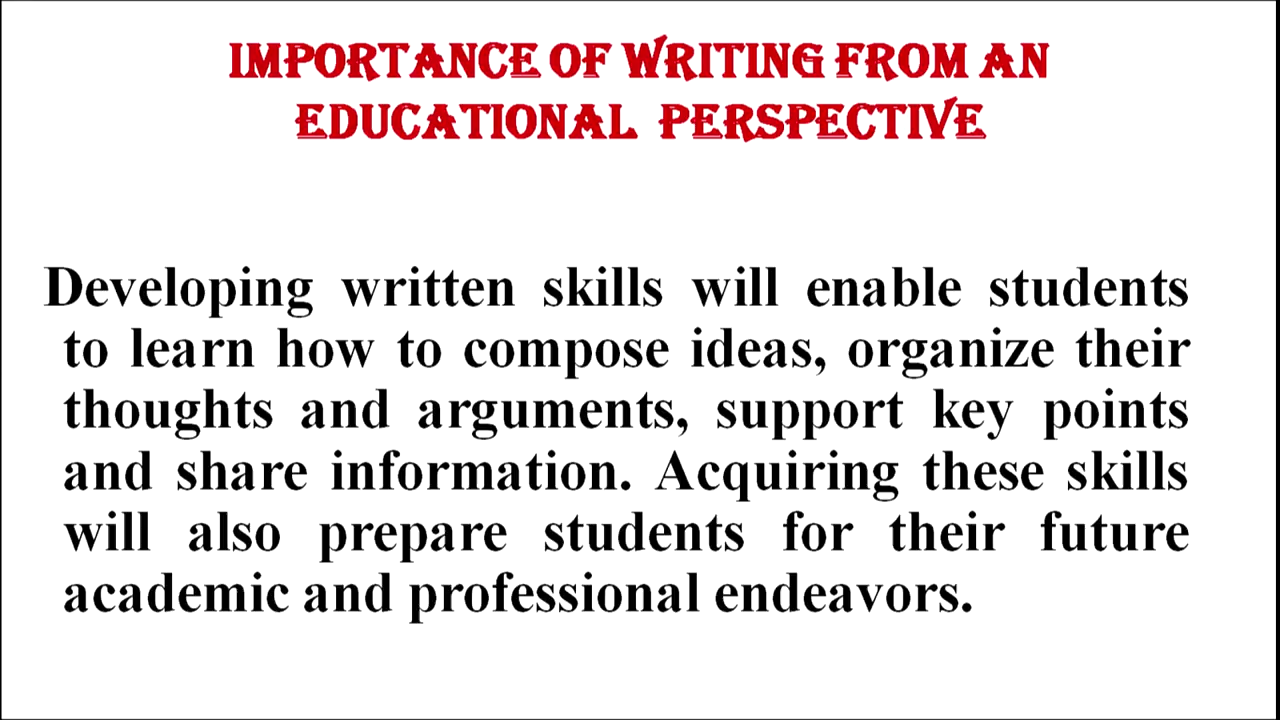 IMPORTANCE OF WRITING FROM AN
EDUCATIONAL PERSPECTIVE
Developing written skills will enable students
to learn how to compose ideas, organize their
thoughts and arguments, support key points
and share information. Acquiring these skills
will also prepare students for their future
academic and professional endeavors.